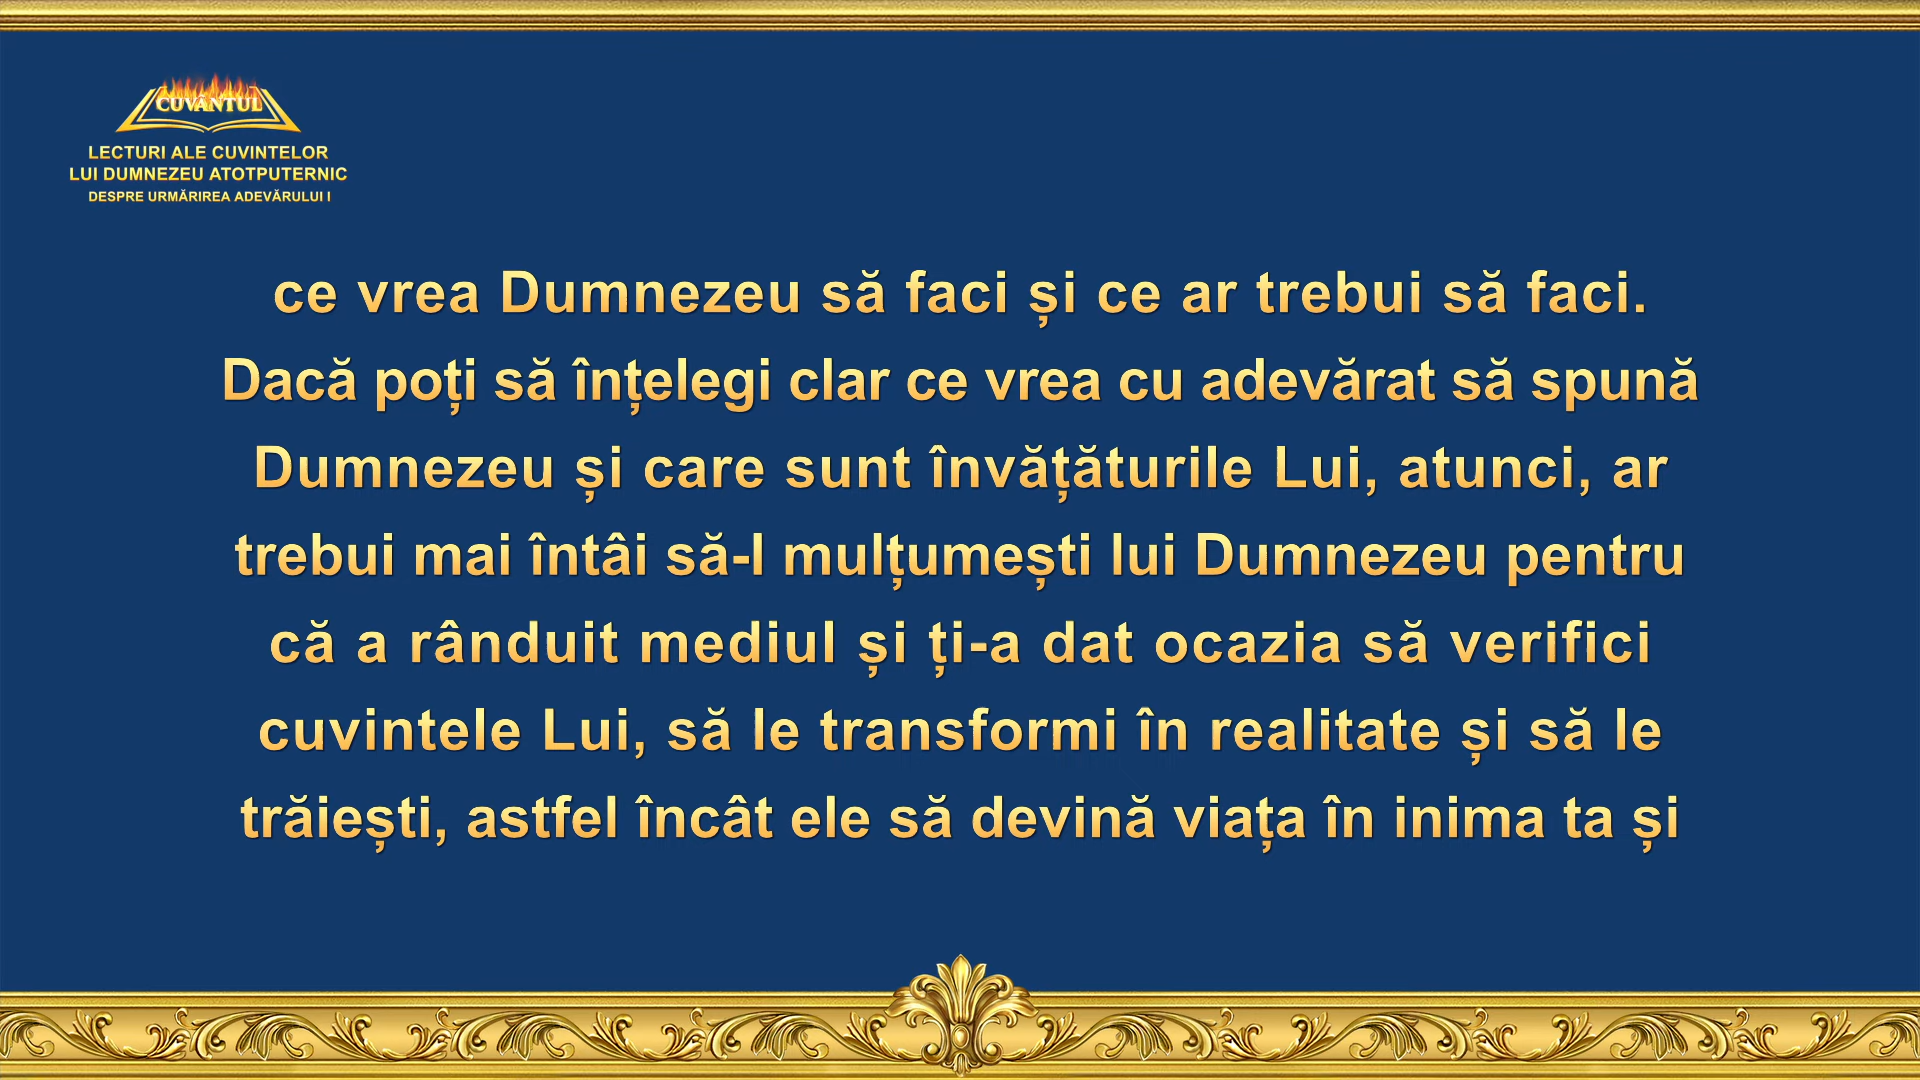 CUVÂNTUL
LECTURI ALE CUVINTELOR
LUI DUMNEZEU ATOTPUTERNIC
DESPRE URMĂRIREA ADEVĂRULUI I
ce vrea Dumnezeu să faci și ce ar trebui să faci.
Dacă poți să înțelegi clar ce vrea cu adevărat să spună
Dumnezeu și care sunt învățăturile Lui, atunci, ar
trebui mai întâi să-I mulțumești lui Dumnezeu pentru
că a rânduit mediul și ți-a dat ocazia să verifici
cuvintele Lui, să le transformi în realitate și să le
trăiești, astfel încât ele să devină viața în inima ta și